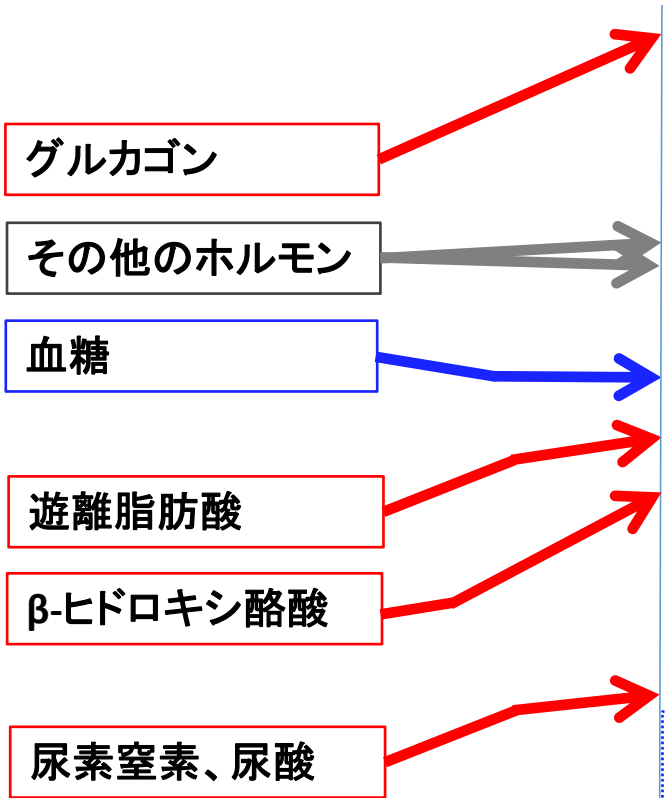 グルカゴン
その他のホルモン
血糖
遊離脂肪酸
β-ヒドロキシ酪酸
尿素窒素、尿酸